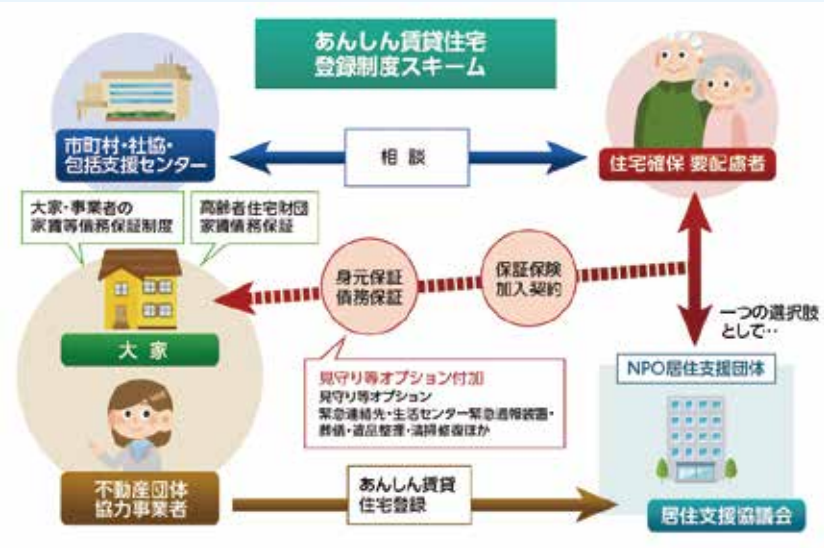 あんしん賃貸住宅
登録制度スキーム
市町村・社協・
包括支援センター
相談
住宅確保 要配慮者
大家・事業者の
家賃等債務保証制度
高齢者住宅財団
家賃債務保証
身元保証
債務保証
保証保険
加入契約
一つの選択肢
として…
大家
見守り等オプション付加
見守り等オプション
緊急連絡先・生活センター緊急通報装置・
葬儀・遺品整理・清掃修復ほか
NPO居住支援団体
不動産団体
協力事業者
あんしん賃貸
住宅登録
居住支援協議会